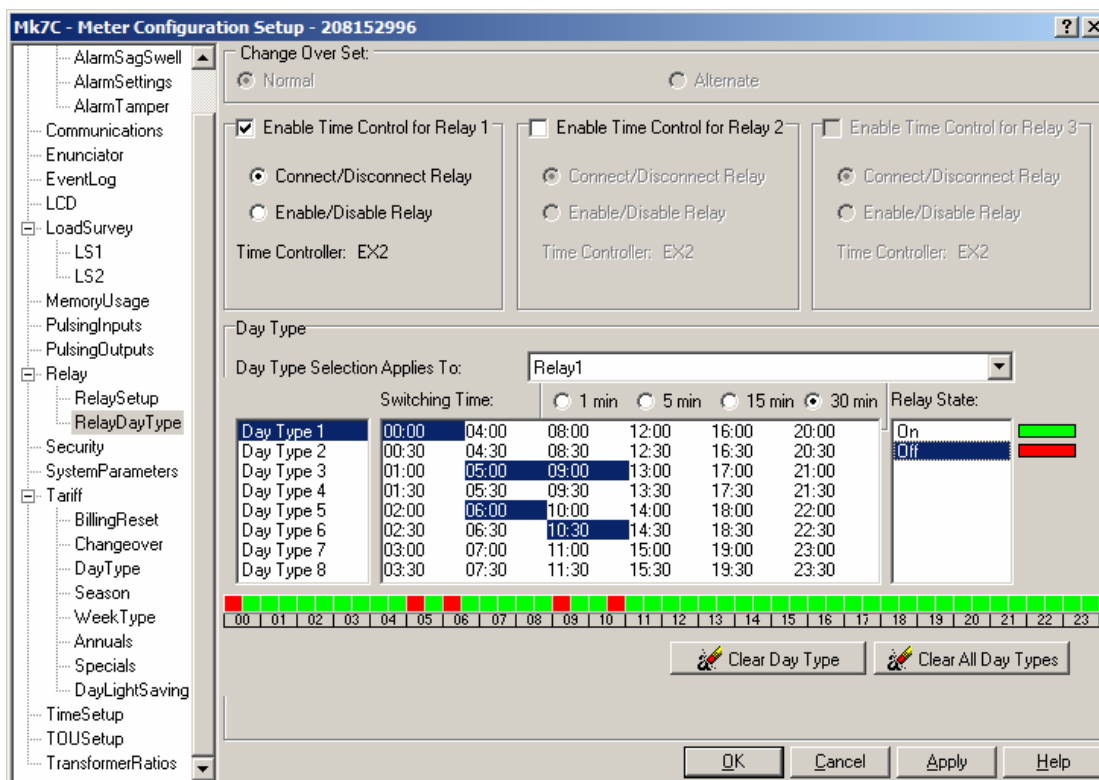 Mk7C - Meter Configuration Setup - 208152996
AlarmSagSwell
AlarmSettings
AlarmTamper
Communications
Enunciator
EventLog
LCD
LoadSurvey
LS1
LS2
MemoryUsage
PulsingInputs
PulsingOutputs
Relay
RelaySetup
RelayDayType
Security
SystemParameters
Tariff
BillingReset
Changeover
DayType
Season
WeekType
Annuals
Specials
DayLightSaving
TimeSetup
TOUSetup
TransformerRatios
Change Over Set:
Normal Alternate
Enable Time Control for Relay 1
Connect/Disconnect Relay
Enable/Disable Relay
Time Controller: EX2
Enable Time Control for Relay 2
Connect/Disconnect Relay
Enable/Disable Relay
Time Controller: EX2
Enable Time Control for Relay 3
Connect/Disconnect Relay
Enable/Disable Relay
Time Controller: EX2
Day Type
Day Type Selection Applies To: Relay1
Switching Time: 1 min 5 min 15 min 30 min Relay State:
Day Type 1 00:00 04:00 08:00 12:00 16:00 20:00 On
Day Type 2 00:30 04:30 08:30 12:30 16:30 20:30 Off
Day Type 3 01:00 05:00 09:00 13:00 17:00 21:00
Day Type 4 01:30 05:30 09:30 13:30 17:30 21:30
Day Type 5 02:00 06:00 10:00 14:00 18:00 22:00
Day Type 6 02:30 06:30 10:30 14:30 18:30 22:30
Day Type 7 03:00 07:00 11:00 15:00 19:00 23:00
Day Type 8 03:30 07:30 11:30 15:30 19:30 23:30
00 01 02 03 04 05 06 07 08 09 10 11 12 13 14 15 16 17 18 19 20 21 22 23
Clear Day Type Clear All Day Types
OK Cancel Apply Help